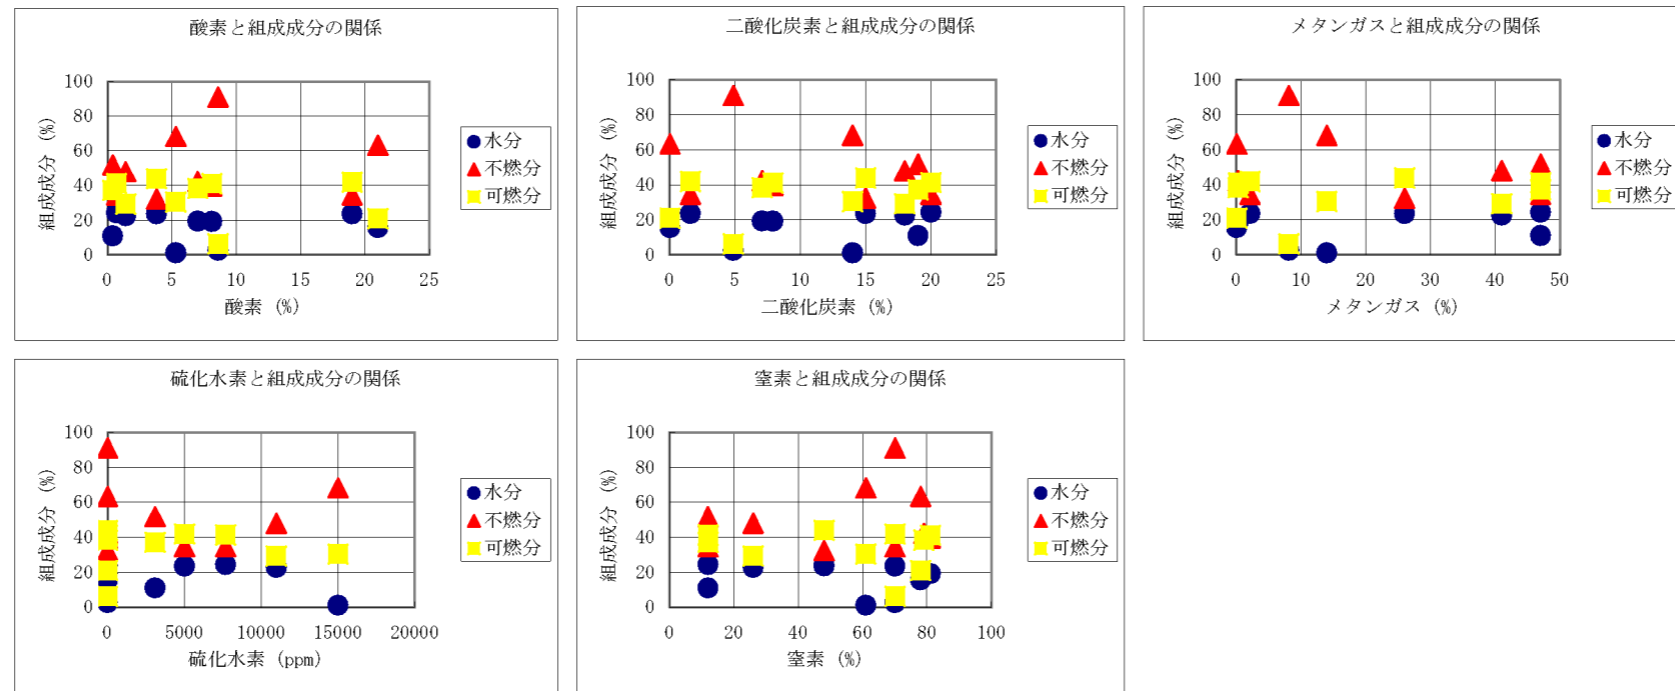 酸素と組成成分の関係
組成成分 (%)
100
80
60
40
20
0
0 5 10 15 20 25
酸素 (%)
水分
不燃分
可燃分
二酸化炭素と組成成分の関係
組成成分 (%)
100
80
60
40
20
0
0 5 10 15 20 25
二酸化炭素 (%)
水分
不燃分
可燃分
メタンガスと組成成分の関係
組成成分 (%)
100
80
60
40
20
0
0 10 20 30 40 50
メタンガス (%)
水分
不燃分
可燃分
硫化水素と組成成分の関係
組成成分 (%)
100
80
60
40
20
0
0 5000 10000 15000 20000
硫化水素 (ppm)
水分
不燃分
可燃分
窒素と組成成分の関係
組成成分 (%)
100
80
60
40
20
0
0 20 40 60 80 100
窒素 (%)
水分
不燃分
可燃分